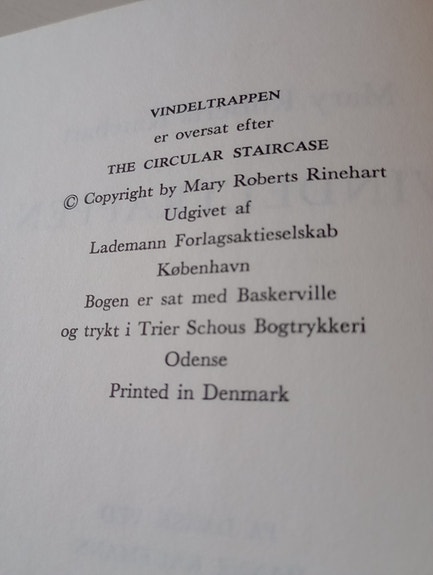 VINDELTRAPPEN
er oversat efter
THE CIRCULAR STAIRCASE
© Copyright by Mary Roberts Rinehart
Udgivet af
Lademann Forlagsaktieselskab
København
Bogen er sat med Baskerville
og trykt i Trier Schous Bogtrykkeri
Odense
Printed in Denmark